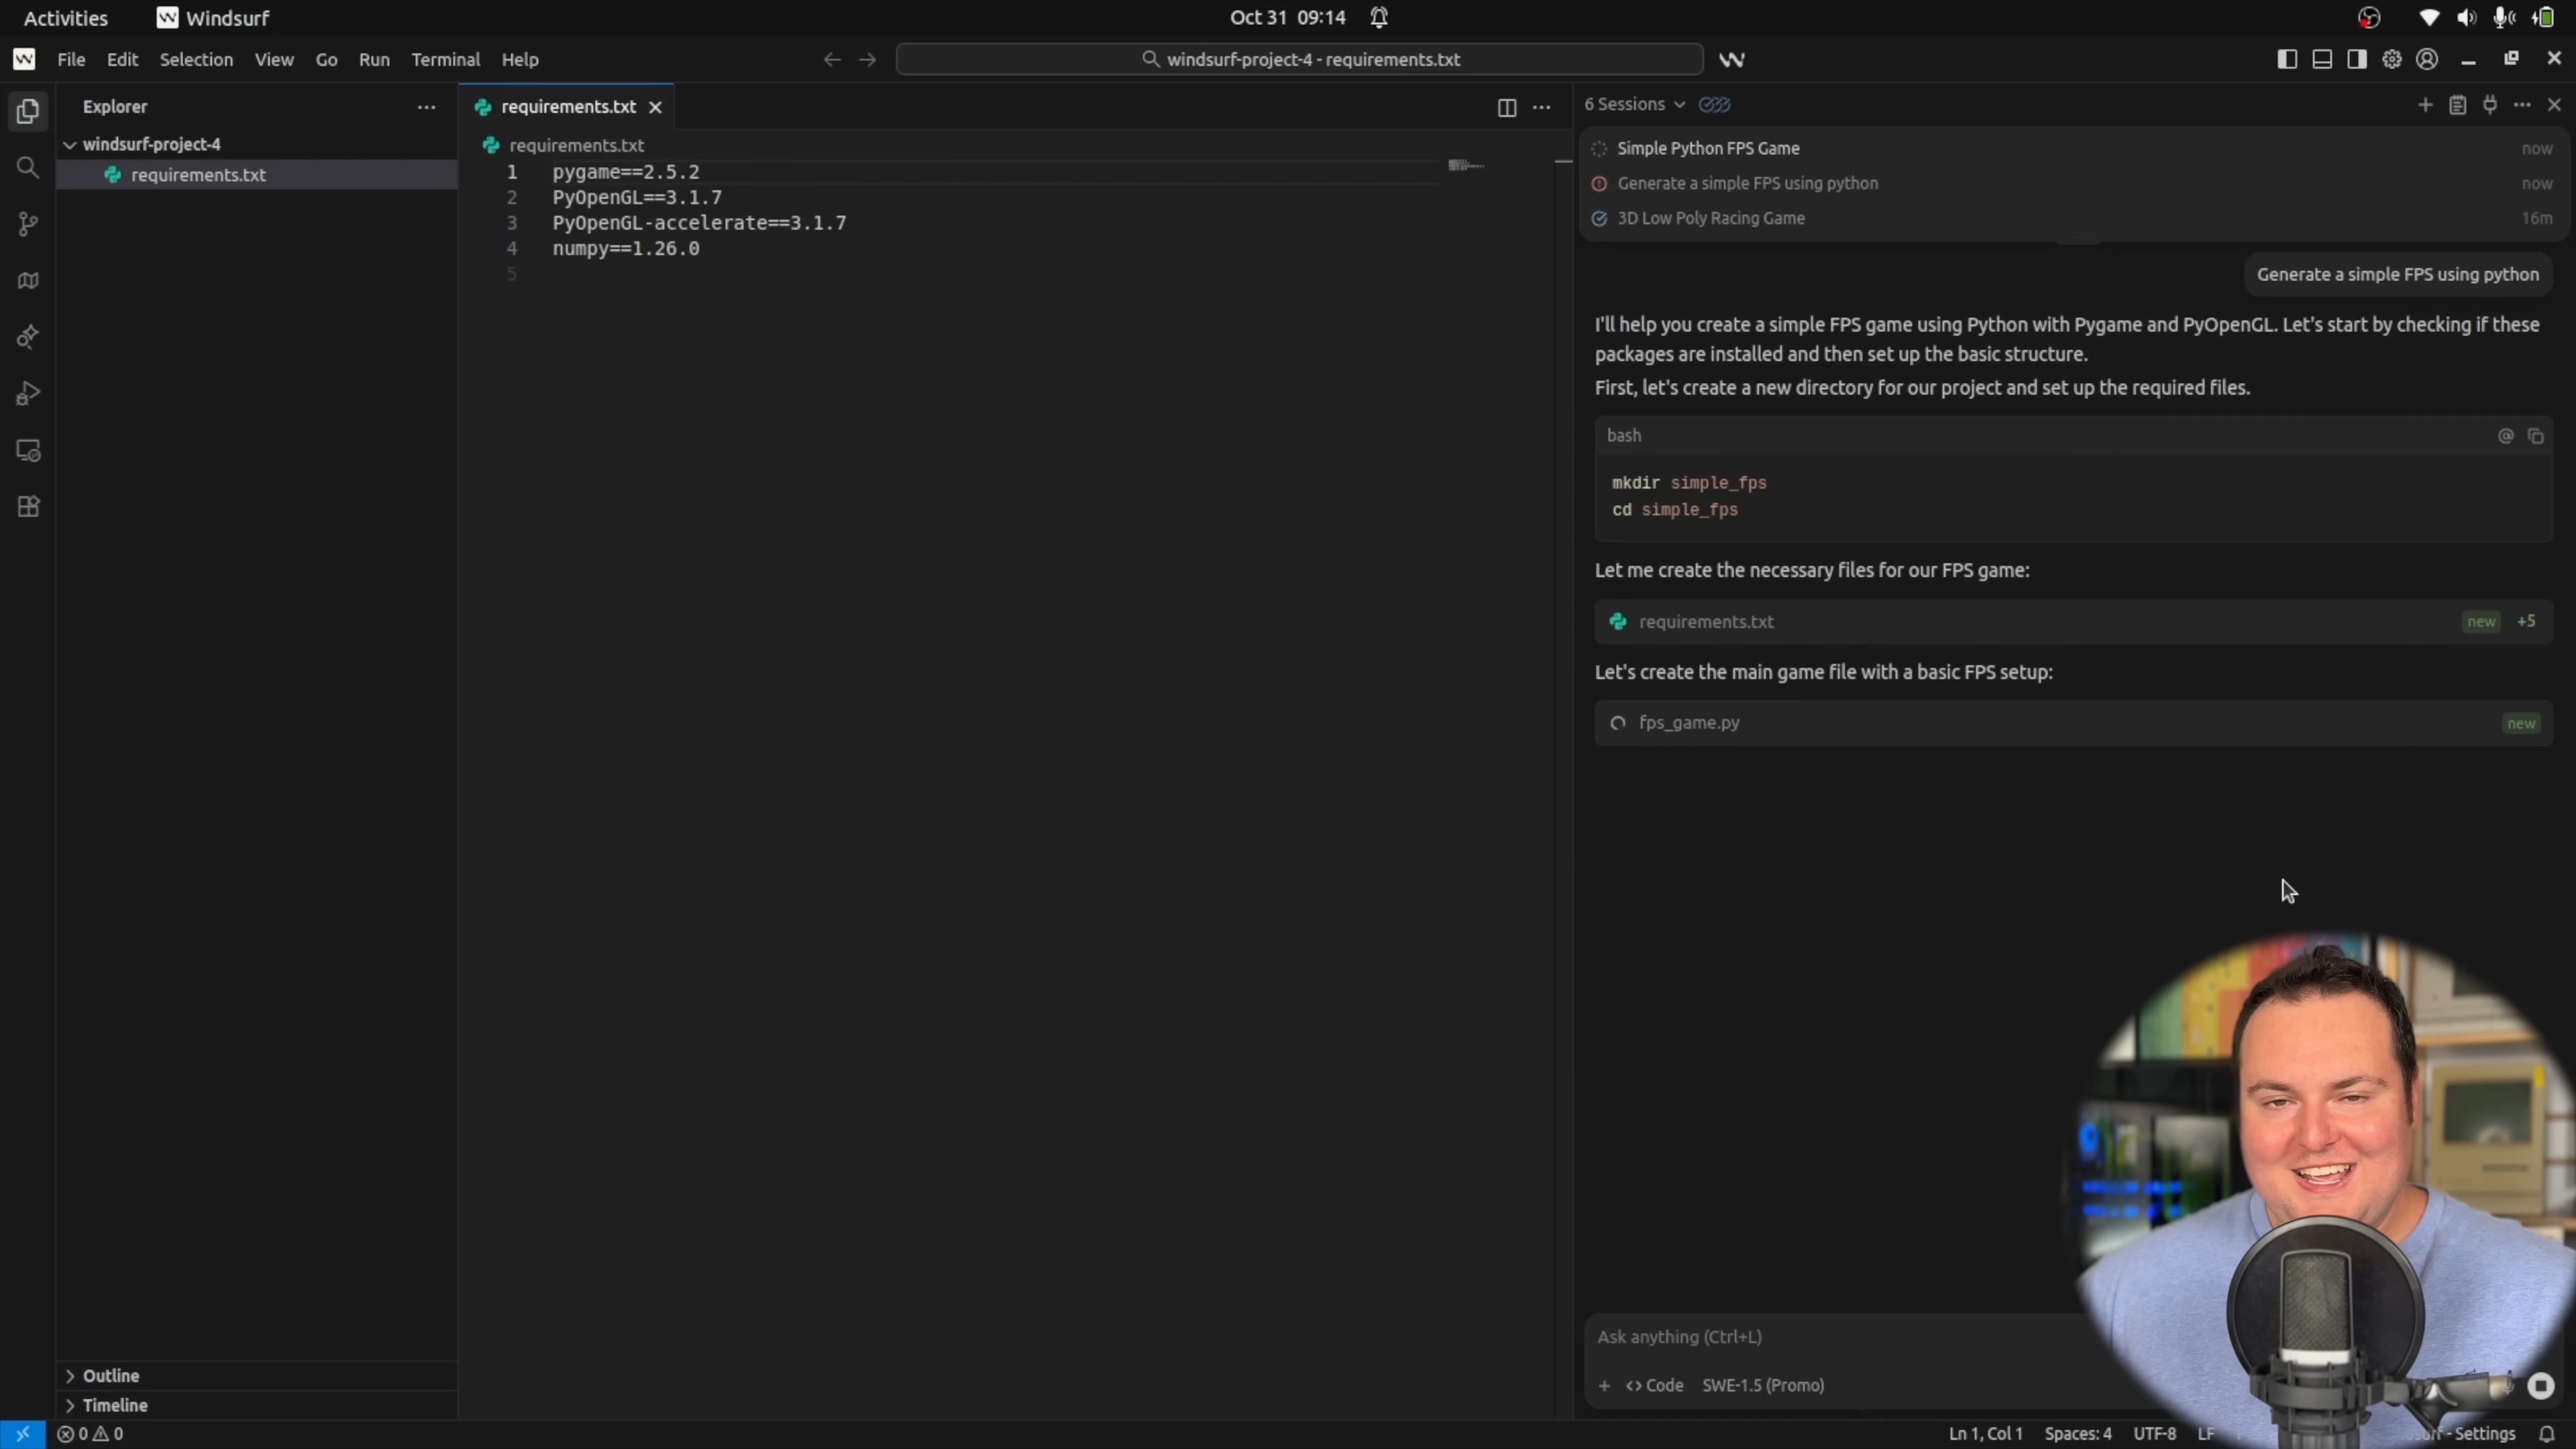 Activities
Windsurf
Oct 31 09:14
File Edit Selection View Go Run Terminal Help
windsurf-project-4 - requirements.txt
Explorer
windsurf-project-4
requirements.txt
Outline
Timeline
requirements.txt
requirements.txt
1 pygame==2.5.2
2 PyOpenGL==3.1.7
3 PyOpenGL-accelerate==3.1.7
4 numpy==1.26.0
5
6 Sessions
Simple Python FPS Game now
Generate a simple FPS using python now
3D Low Poly Racing Game 16m
Generate a simple FPS using python
I'll help you create a simple FPS game using Python with Pygame and PyOpenGL. Let's start by checking if these
packages are installed and then set up the basic structure.
First, let's create a new directory for our project and set up the required files.
bash
mkdir simple_fps
cd simple_fps
Let me create the necessary files for our FPS game:
requirements.txt new +5
Let's create the main game file with a basic FPS setup:
fps_game.py new
Ask anything (Ctrl+L)
Code SWE-1.5 (Promo)
0 0
Ln 1, Col 1 Spaces: 4 UTF-8 LF - Settings